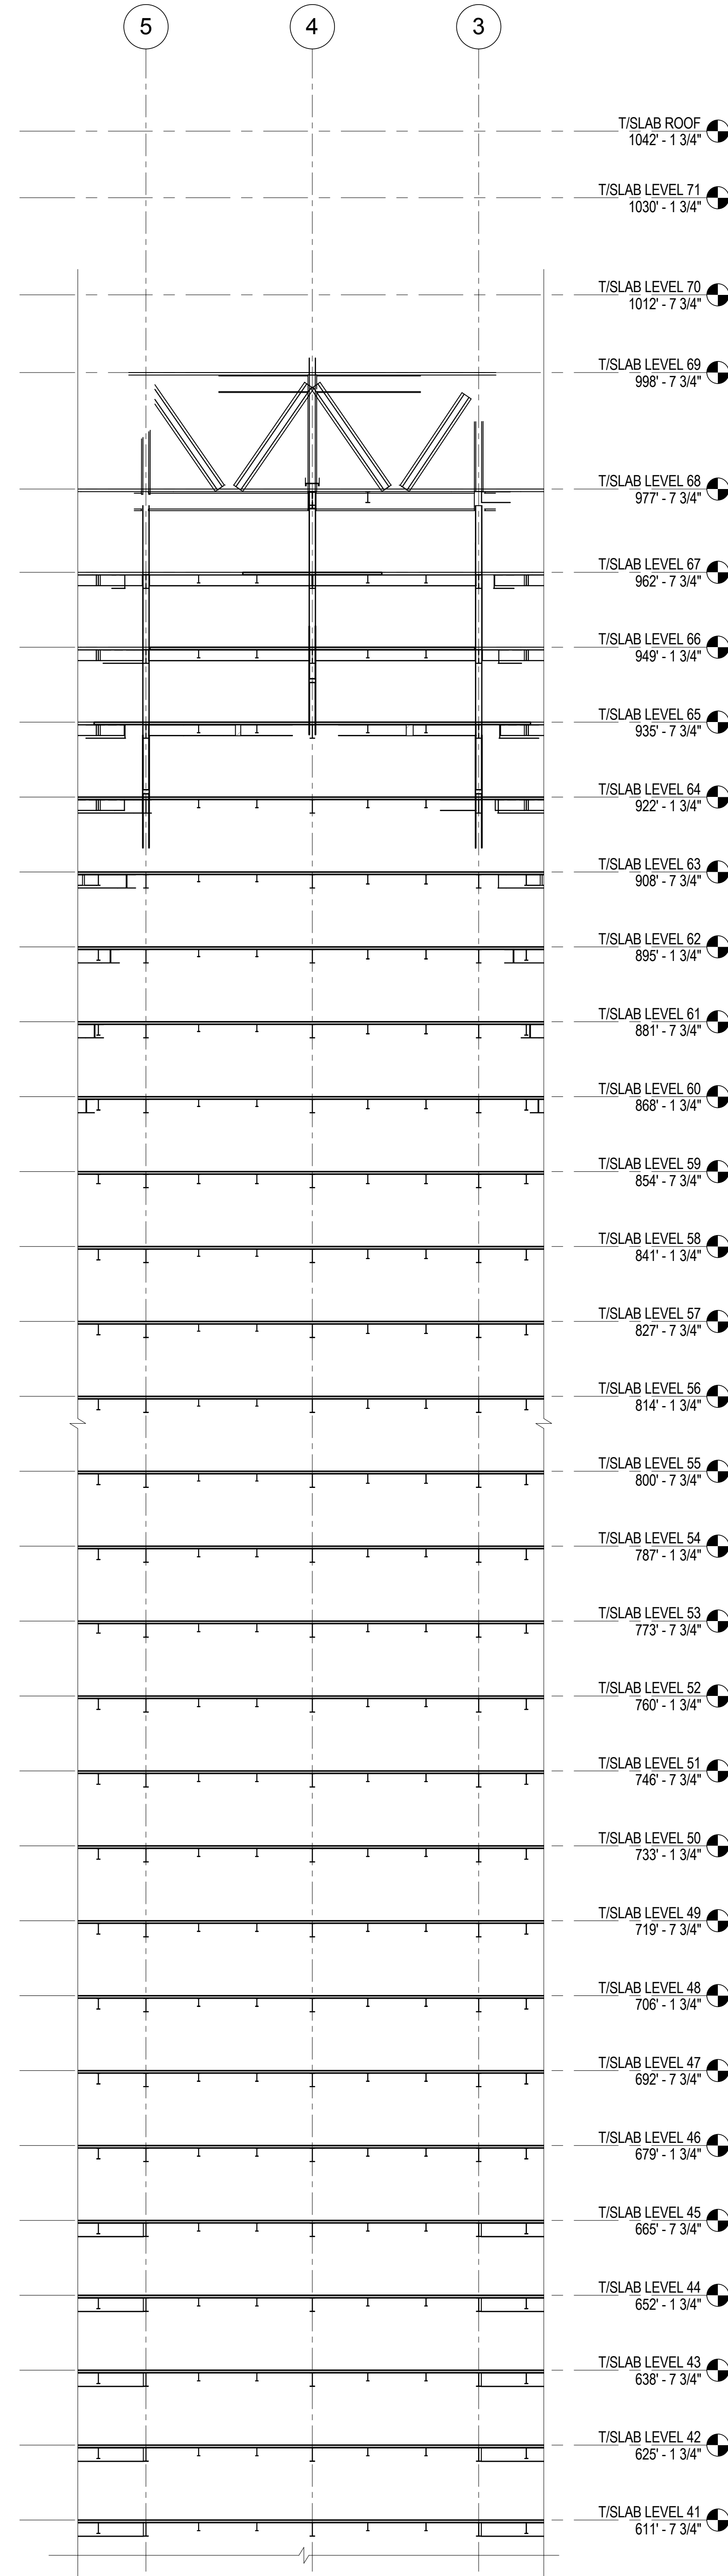 5 4 3
T/SLAB ROOF
1042' - 1 3/4"
T/SLAB LEVEL 71
1030' - 1 3/4"
T/SLAB LEVEL 70
1012' - 7 3/4"
T/SLAB LEVEL 69
998' - 7 3/4"
T/SLAB LEVEL 68
977' - 7 3/4"
T/SLAB LEVEL 67
962' - 7 3/4"
T/SLAB LEVEL 66
949' - 1 3/4"
T/SLAB LEVEL 65
935' - 7 3/4"
T/SLAB LEVEL 64
922' - 1 3/4"
T/SLAB LEVEL 63
908' - 7 3/4"
T/SLAB LEVEL 62
895' - 1 3/4"
T/SLAB LEVEL 61
881' - 7 3/4"
T/SLAB LEVEL 60
868' - 1 3/4"
T/SLAB LEVEL 59
854' - 7 3/4"
T/SLAB LEVEL 58
841' - 1 3/4"
T/SLAB LEVEL 57
827' - 7 3/4"
T/SLAB LEVEL 56
814' - 1 3/4"
T/SLAB LEVEL 55
800' - 7 3/4"
T/SLAB LEVEL 54
787' - 1 3/4"
T/SLAB LEVEL 53
773' - 7 3/4"
T/SLAB LEVEL 52
760' - 1 3/4"
T/SLAB LEVEL 51
746' - 7 3/4"
T/SLAB LEVEL 50
733' - 1 3/4"
T/SLAB LEVEL 49
719' - 7 3/4"
T/SLAB LEVEL 48
706' - 1 3/4"
T/SLAB LEVEL 47
692' - 7 3/4"
T/SLAB LEVEL 46
679' - 1 3/4"
T/SLAB LEVEL 45
665' - 7 3/4"
T/SLAB LEVEL 44
652' - 1 3/4"
T/SLAB LEVEL 43
638' - 7 3/4"
T/SLAB LEVEL 42
625' - 1 3/4"
T/SLAB LEVEL 41
611' - 7 3/4"